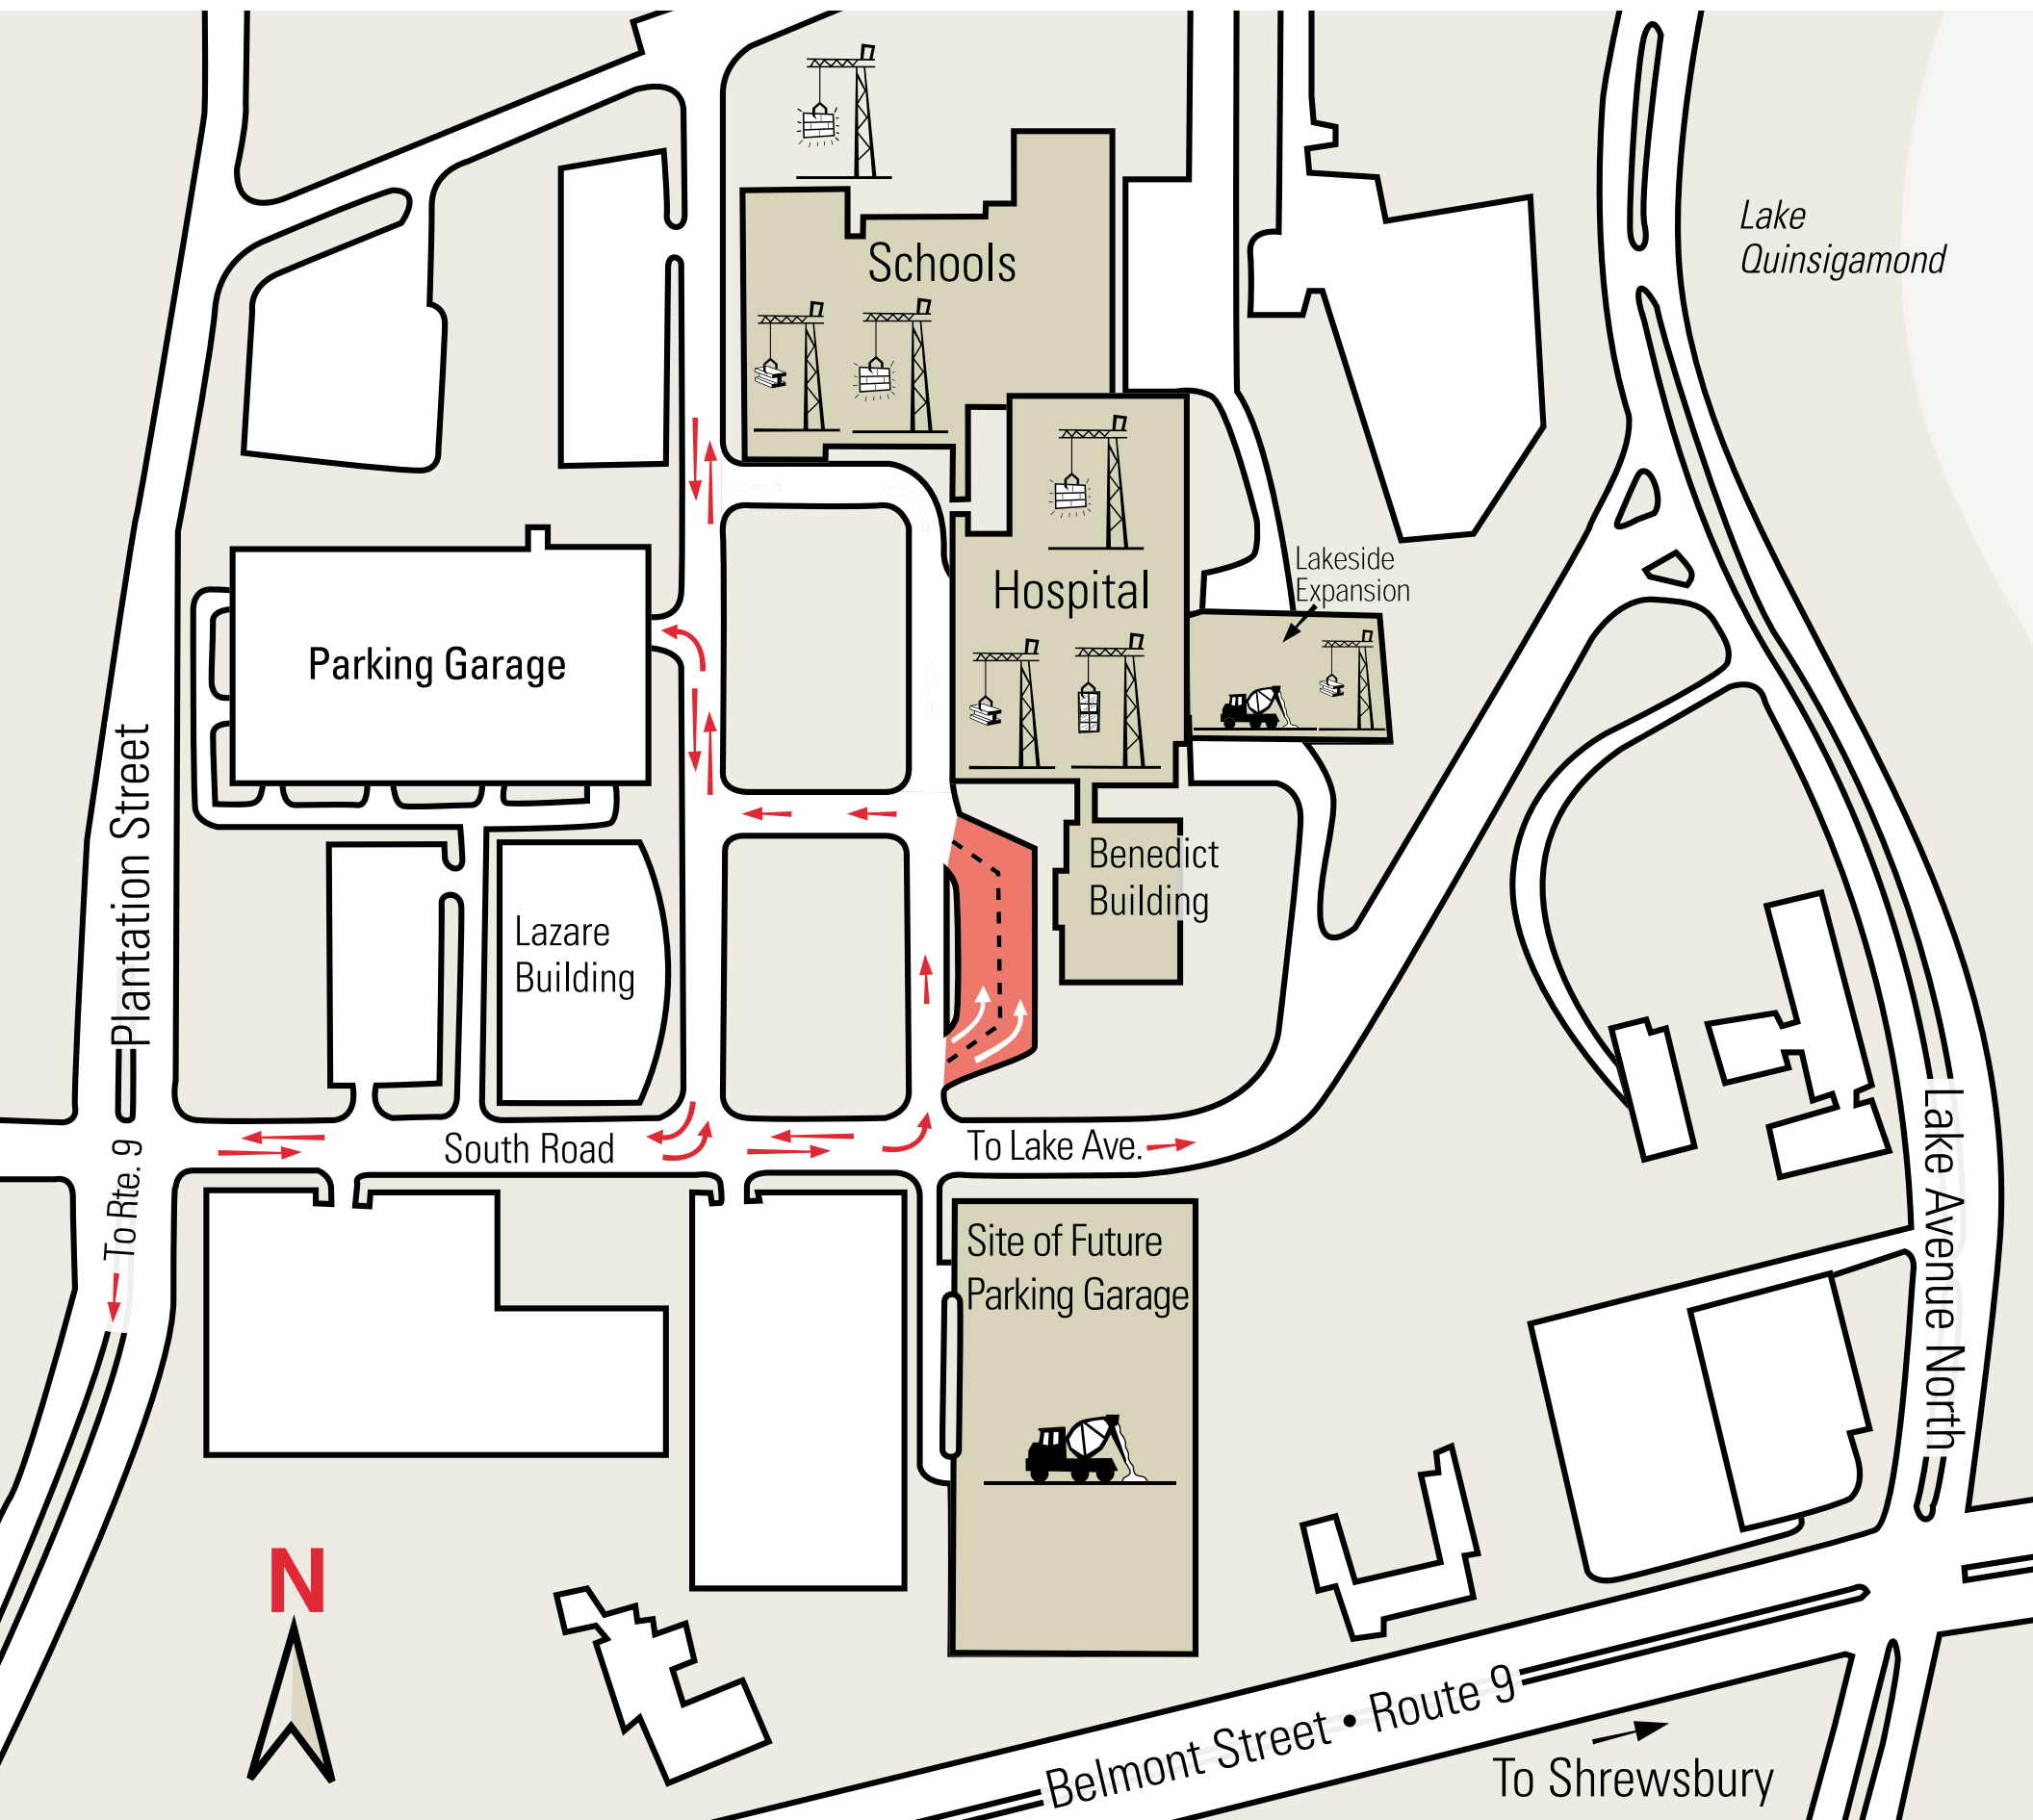 Lake
Quinsigamond
Schools
Lakeside
Expansion
Hospital
Parking Garage
Plantation Street
Benedict
Building
Lazare
Building
South Road
To Lake Ave.
To Rte. 9
Lake Avenue North
Site of Future
Parking Garage
N
Belmont Street • Route 9
To Shrewsbury